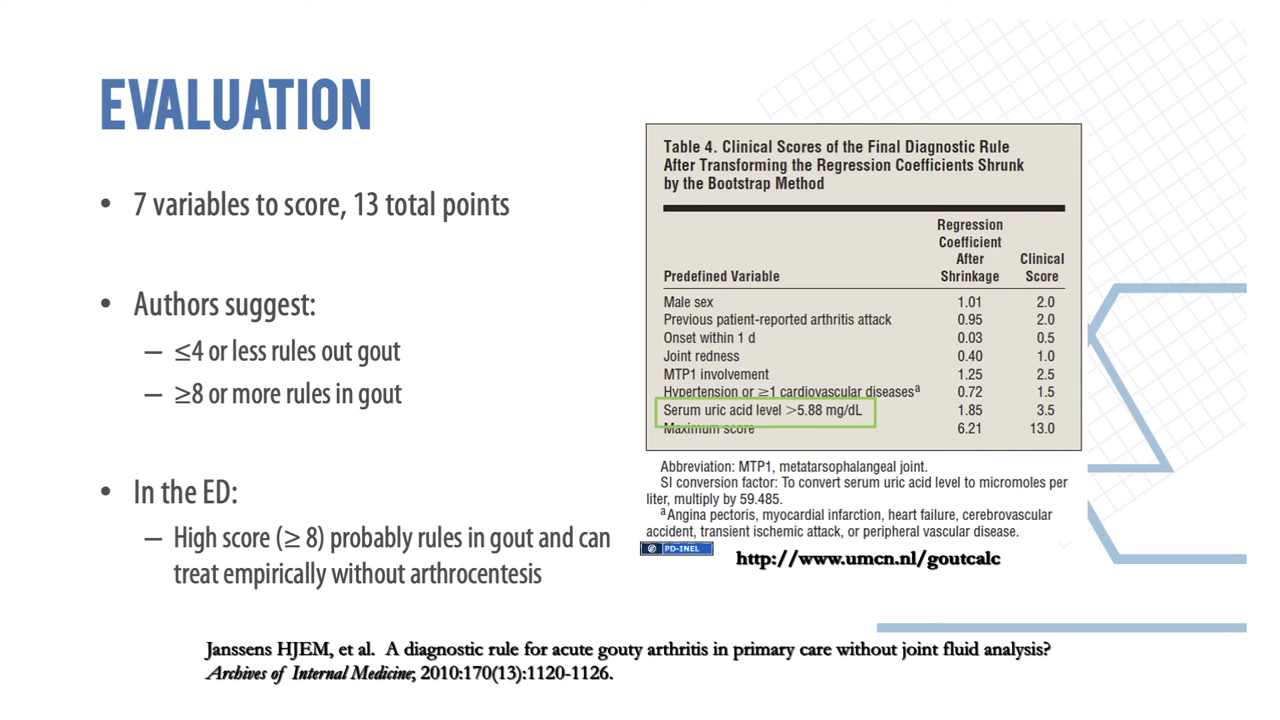 EVALUATION
• 7 variables to score, 13 total points
• Authors suggest:
– ≤4 or less rules out gout
– ≥8 or more rules in gout
• In the ED:
– High score (≥ 8) probably rules in gout and can
treat empirically without arthrocentesis
Table 4. Clinical Scores of the Final Diagnostic Rule
After Transforming the Regression Coefficients Shrunk
by the Bootstrap Method
Regression
Coefficient
After Clinical
Predefined Variable Shrinkage Score
Male sex 1.01 2.0
Previous patient-reported arthritis attack 0.95 2.0
Onset within 1 d 0.03 0.5
Joint redness 0.40 1.0
MTP1 involvement 1.25 2.5
Hypertension or ≥1 cardiovascular diseasesᵃ 0.72 1.5
Serum uric acid level >5.88 mg/dL 1.85 3.5
Maximum score 6.21 13.0
Abbreviation: MTP1, metatarsophalangeal joint.
SI conversion factor: To convert serum uric acid level to micromoles per
liter, multiply by 59.485.
ᵃAngina pectoris, myocardial infarction, heart failure, cerebrovascular
accident, transient ischemic attack, or peripheral vascular disease.
PD-INEL
http://www.umcn.nl/goutcalc
Janssens HJEM, et al. A diagnostic rule for acute gouty arthritis in primary care without joint fluid analysis?
Archives of Internal Medicine; 2010:170(13):1120-1126.